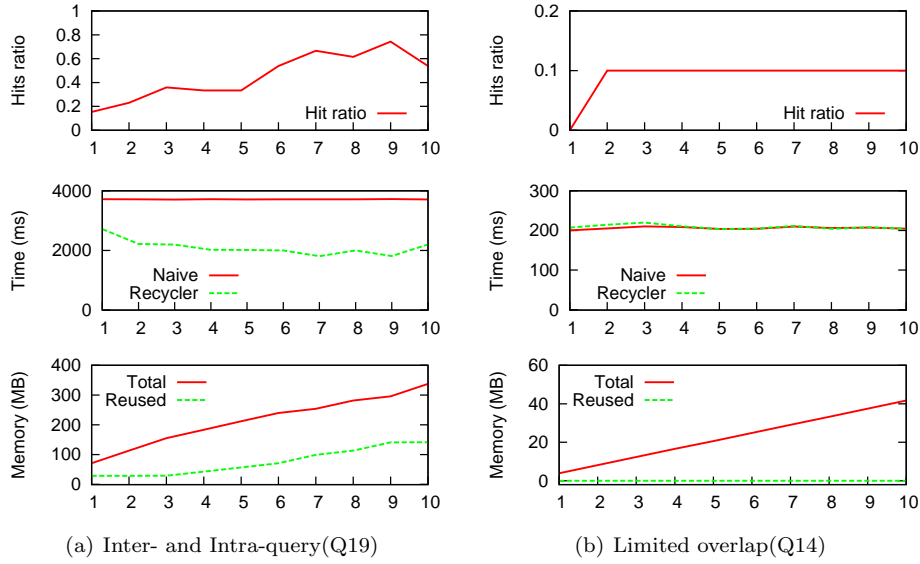 Hits ratio
1
0.8
0.6
0.4
0.2
0
Hit ratio
1 2 3 4 5 6 7 8 9 10
Hits ratio
0.2
0.1
0
Hit ratio
1 2 3 4 5 6 7 8 9 10
Time (ms)
4000
2000
0
Naive
Recycler
1 2 3 4 5 6 7 8 9 10
Time (ms)
300
200
100
0
Naive
Recycler
1 2 3 4 5 6 7 8 9 10
Memory (MB)
400
300
200
100
0
Total
Reused
1 2 3 4 5 6 7 8 9 10
Memory (MB)
60
40
20
0
Total
Reused
1 2 3 4 5 6 7 8 9 10
(a) Inter- and Intra-query(Q19)
(b) Limited overlap(Q14)